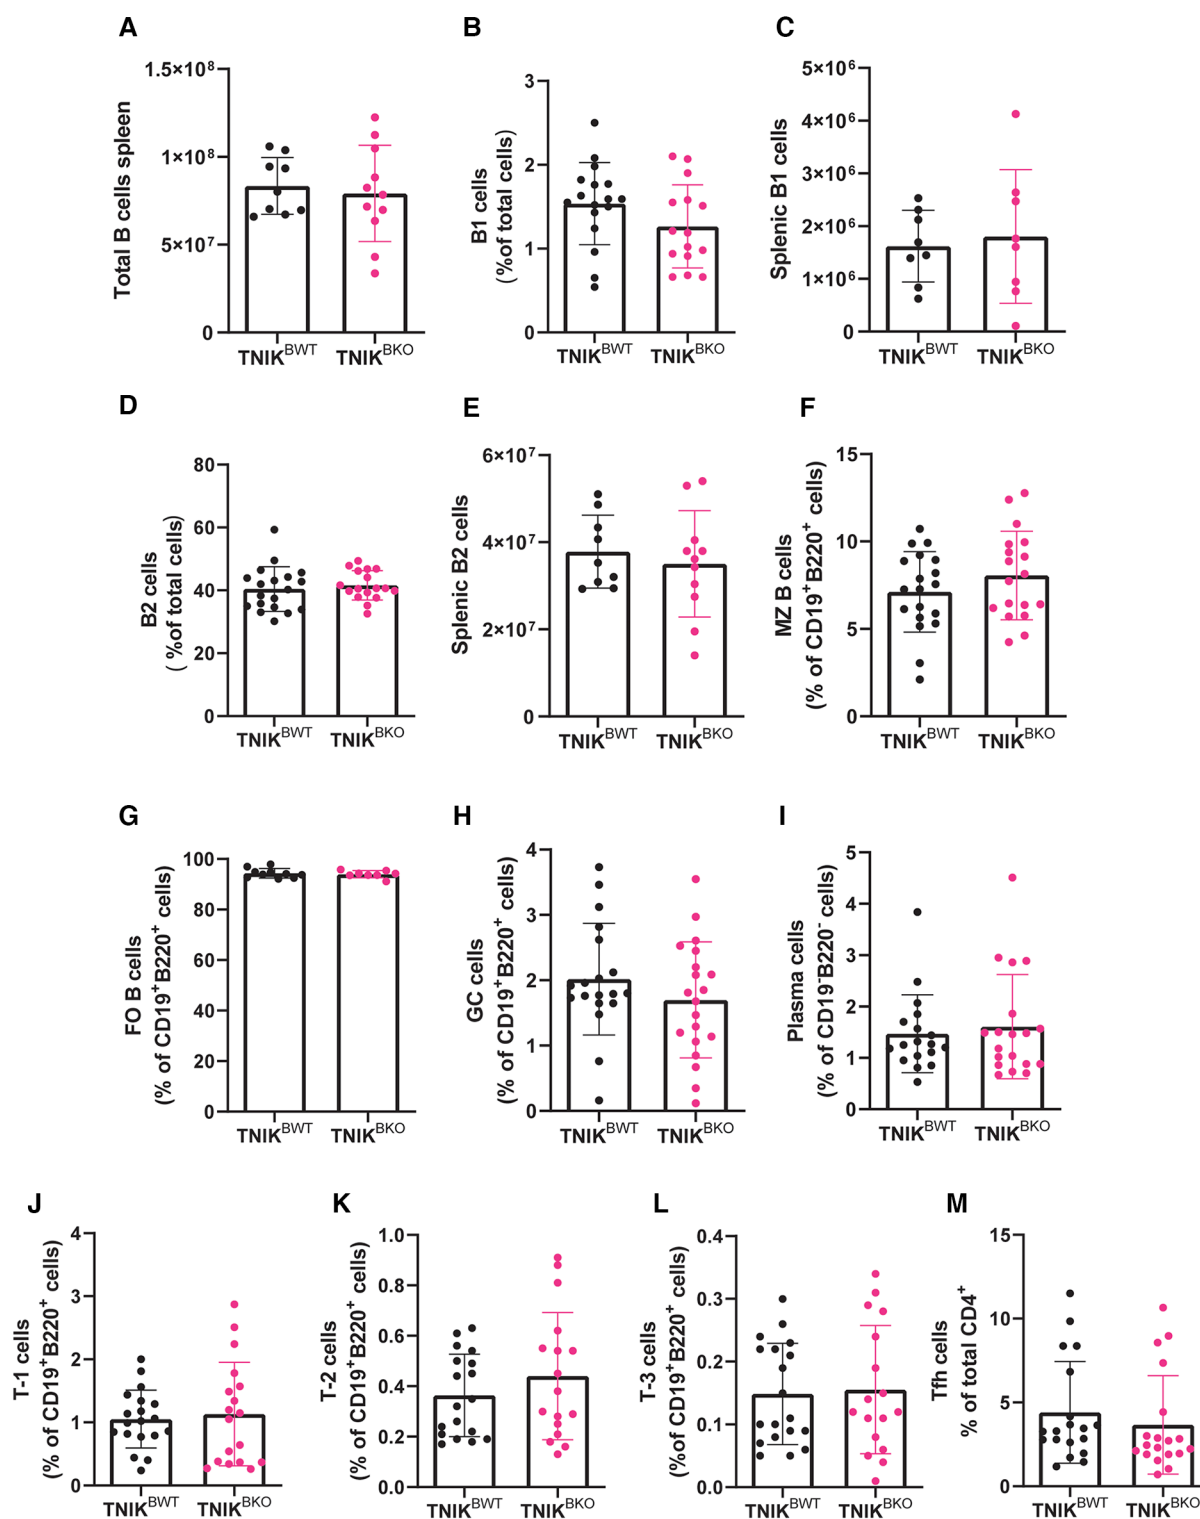 A
Total B cells spleen
1.5×10⁸
1×10⁸
5×10⁷
0
TNIK^BWT TNIK^BKO
B
B1 cells
(%of total cells)
3
2
1
0
TNIK^BWT TNIK^BKO
C
Splenic B1 cells
5×10⁶
4×10⁶
3×10⁶
2×10⁶
1×10⁶
0
TNIK^BWT TNIK^BKO
D
B2 cells
( %of total cells)
80
60
40
20
0
TNIK^BWT TNIK^BKO
E
Splenic B2 cells
6×10⁷
4×10⁷
2×10⁷
0
TNIK^BWT TNIK^BKO
F
MZ B cells
(% of CD19⁺B220⁺ cells)
15
10
5
0
TNIK^BWT TNIK^BKO
G
FO B cells
(% of CD19⁺B220⁺ cells)
100
80
60
40
20
0
TNIK^BWT TNIK^BKO
H
GC cells
(% of CD19⁺B220⁺ cells)
4
3
2
1
0
TNIK^BWT TNIK^BKO
I
Plasma cells
(% of CD19⁻B220⁻ cells)
5
4
3
2
1
0
TNIK^BWT TNIK^BKO
J
T-1 cells
(% of CD19⁺B220⁺ cells)
4
3
2
1
0
TNIK^BWT TNIK^BKO
K
T-2 cells
(% of CD19⁺B220⁺ cells)
1.0
0.8
0.6
0.4
0.2
0.0
TNIK^BWT TNIK^BKO
L
T-3 cells
(%of CD19⁺B220⁺ cells)
0.4
0.3
0.2
0.1
0.0
TNIK^BWT TNIK^BKO
M
Tfh cells
% of total CD4⁺
15
10
5
0
TNIK^BWT TNIK^BKO